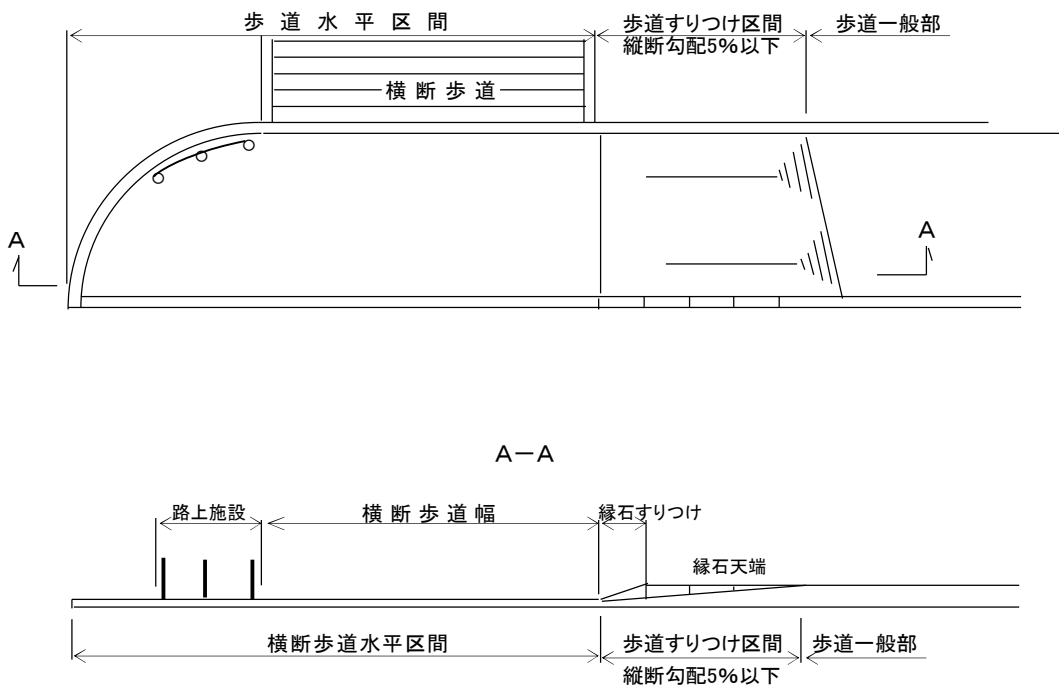 歩道水平区間
歩道すりつけ区間
縦断勾配5%以下
歩道一般部
横断歩道
A
A
A－A
路上施設
横断歩道幅
縁石すりつけ
縁石天端
横断歩道水平区間
歩道すりつけ区間
縦断勾配5%以下
歩道一般部